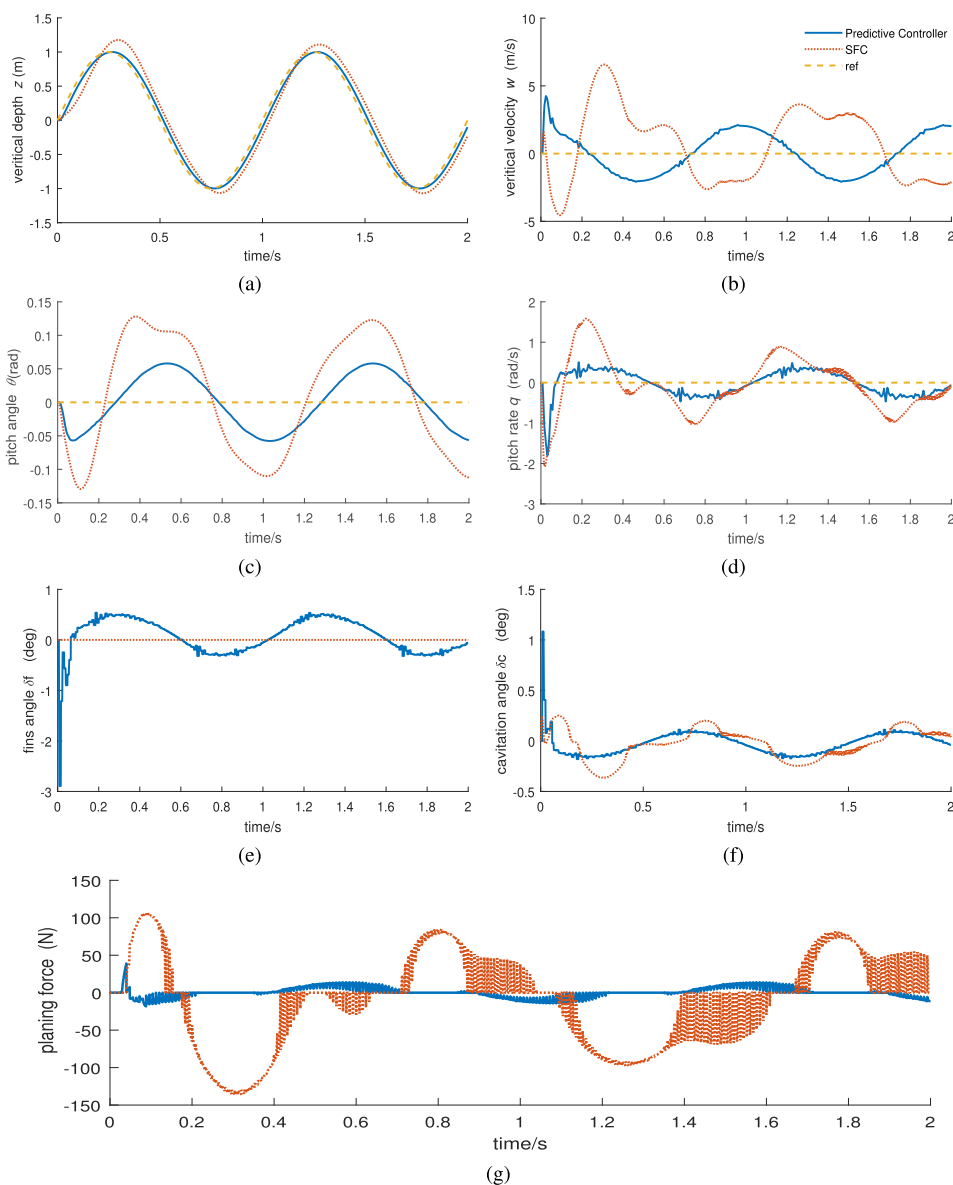 1.5
1
0.5
0
-0.5
-1
-1.5
veritical depth z (m)
0 0.5 1 1.5 2
time/s
(a)
10
5
0
-5
veritical velocity w (m/s)
Predictive Controller
SFC
ref
0 0.2 0.4 0.6 0.8 1 1.2 1.4 1.6 1.8 2
time/s
(b)
0.15
0.1
0.05
0
-0.05
-0.1
-0.15
pitch angle θ(rad)
0 0.2 0.4 0.6 0.8 1 1.2 1.4 1.6 1.8 2
time/s
(c)
2
1
0
-1
-2
-3
pitch rate q (rad/s)
0 0.2 0.4 0.6 0.8 1 1.2 1.4 1.6 1.8 2
time/s
(d)
1
0
-1
-2
-3
fins angle δf (deg)
0 0.2 0.4 0.6 0.8 1 1.2 1.4 1.6 1.8 2
time/s
(e)
1.5
1
0.5
0
-0.5
cavitation angle δc (deg)
0 0.5 1 1.5 2
time/s
(f)
150
100
50
0
-50
-100
-150
planing force (N)
0 0.2 0.4 0.6 0.8 1 1.2 1.4 1.6 1.8 2
time/s
(g)